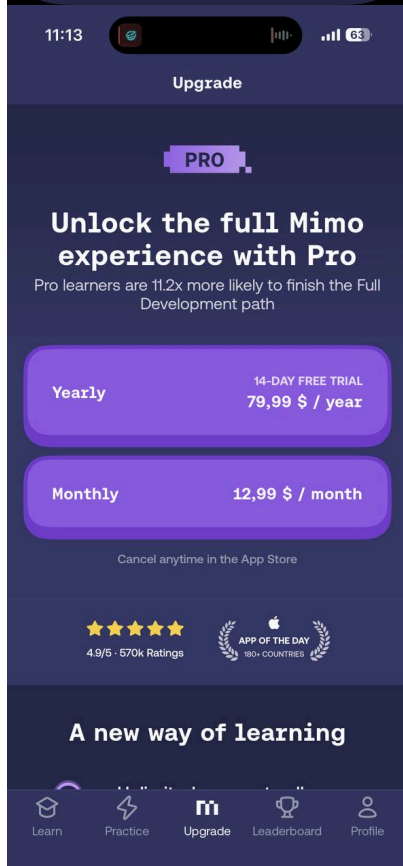 11:13
63
Upgrade
PRO
Unlock the full Mimo
experience with Pro
Pro learners are 11.2x more likely to finish the Full
Development path
Yearly
14-DAY FREE TRIAL
79,99 $ / year
Monthly
12,99 $ / month
Cancel anytime in the App Store
4.9/5 · 570k Ratings
APP OF THE DAY
180+ COUNTRIES
A new way of learning
Learn
Practice
Upgrade
Leaderboard
Profile